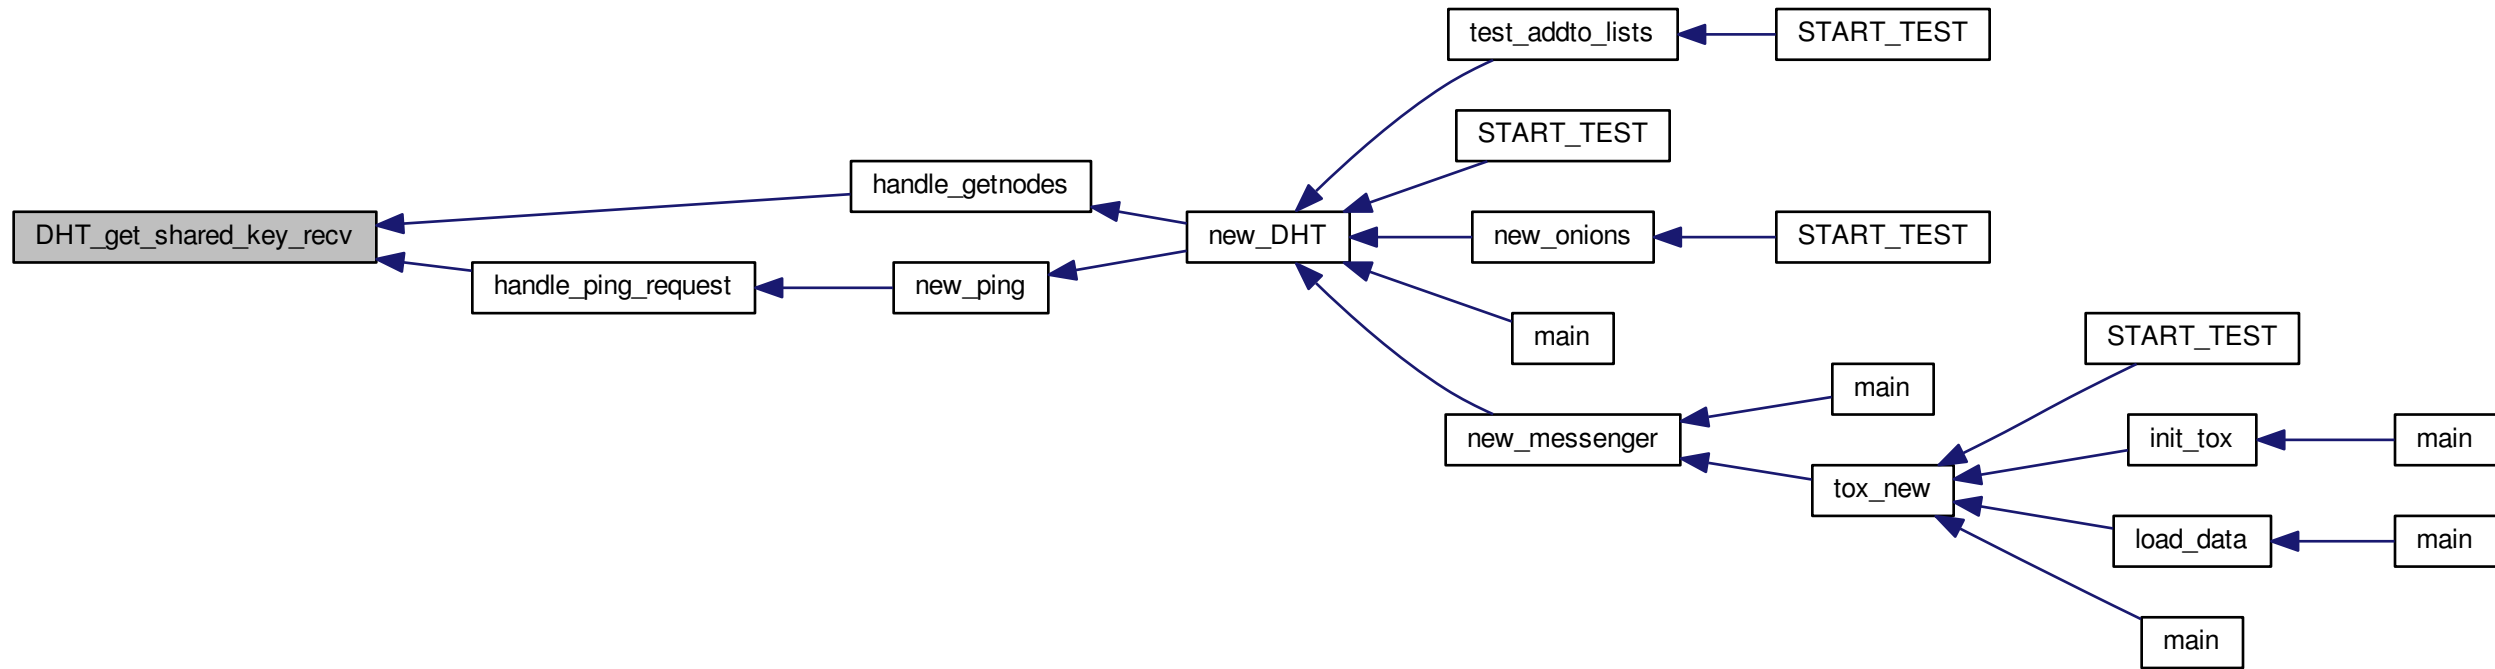 test_addto_lists
START_TEST
START_TEST
handle_getnodes
DHT_get_shared_key_recv
new_DHT
new_onions
START_TEST
handle_ping_request
new_ping
main
START_TEST
main
new_messenger
init_tox
main
tox_new
load_data
main
main